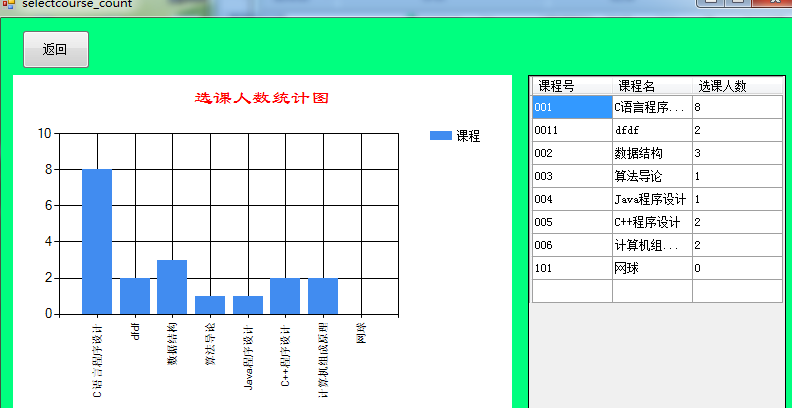 selectcourse_count
返回
选课人数统计图
课程
10
8
6
4
2
0
C语言程序设计
dfdf
数据结构
算法导论
Java程序设计
C++程序设计
计算机组成原理
网球
课程号 课程名 选课人数
001 C语言程序... 8
0011 dfdf 2
002 数据结构 3
003 算法导论 1
004 Java程序设计 1
005 C++程序设计 2
006 计算机组... 2
101 网球 0